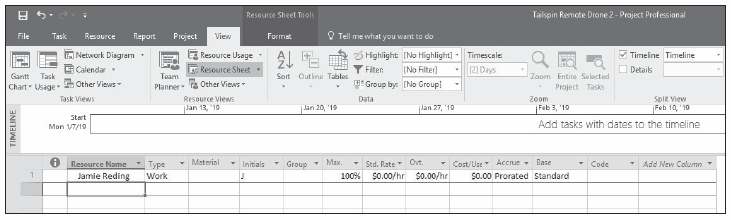 Resource Sheet Tools
Tailspin Remote Drone 2 - Project Professional
File Task Resource Report Project View Format Tell me what you want to do
Network Diagram Resource Usage Highlight: [No Highlight] Timescale: Timeline Timeline
Gantt Chart Task Usage Calendar Team Planner Resource Sheet Sort Outline Tables Filter: [No Filter] [2] Days Zoom Entire Project Selected Tasks Details
Other Views Other Views Group by: [No Group]
Task Views Resource Views Data Zoom Split View
Jan 13, '19 Jan 20, '19 Jan 27, '19 Feb 3, '19 Feb 10, '19
TIMELINE
Start
Mon 1/7/19
Add tasks with dates to the timeline
Resource Name Type Material Initials Group Max. Std. Rate Ovt. Cost/Use Accrue Base Code Add New Column
1 Jamie Reding Work J 100% $0.00/hr $0.00/hr $0.00 Prorated Standard